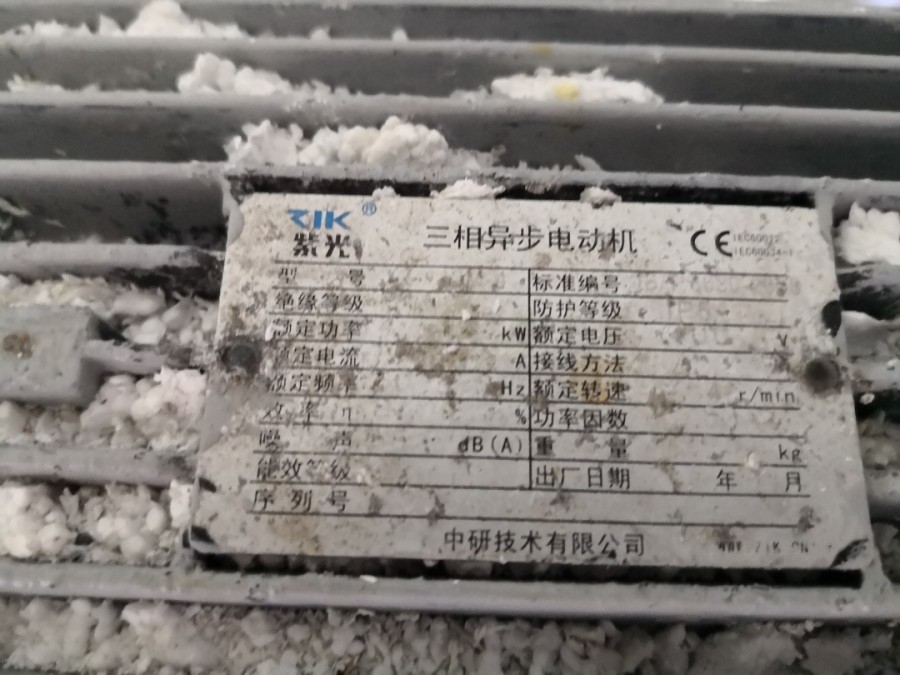 ZIK ®
紫光
三相异步电动机
CE
型 号 标准编号
绝缘等级 防护等级
额定功率 kW 额定电压 V
额定电流 A 接线方法
额定频率 Hz 额定转速 r/min
效 率 η % 功率因数
噪 声 dB(A) 重 量 kg
能效等级 出厂日期 年 月
序列号
中研技术有限公司